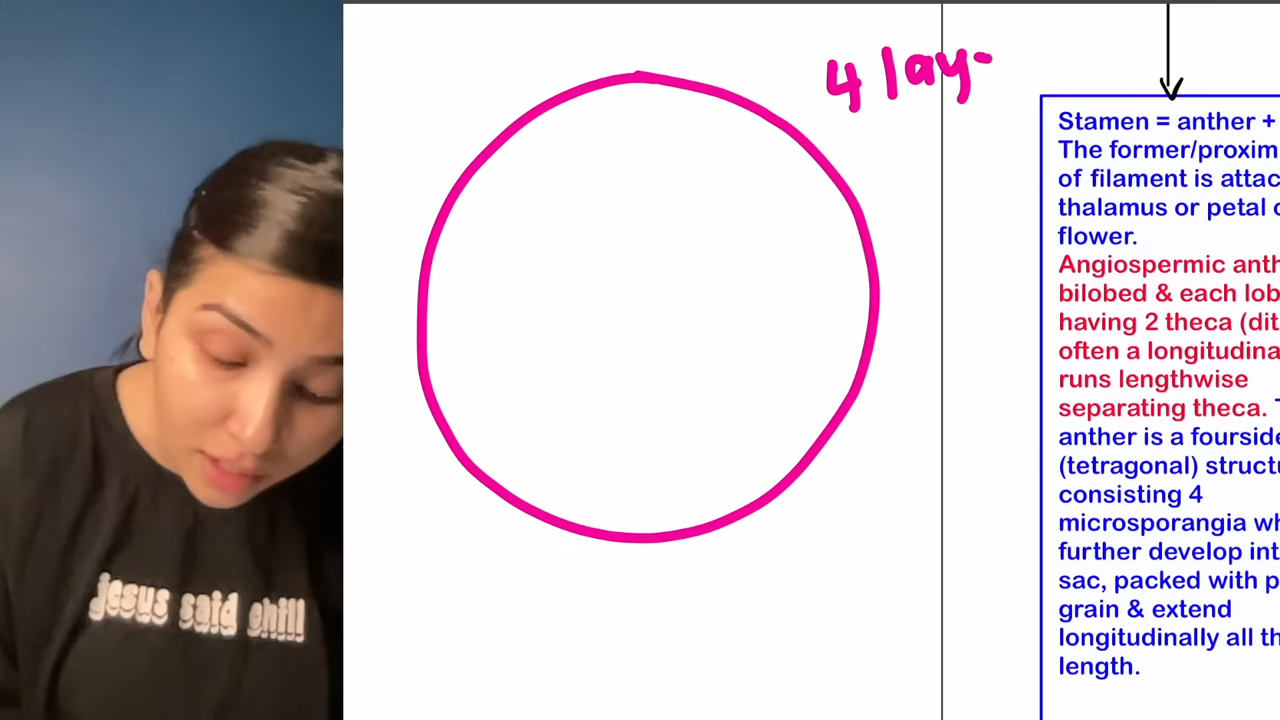 4 lay-
Stamen = anther +
The former/proxim
of filament is attac
thalamus or petal o
flower.
Angiospermic anth
bilobed & each lob
having 2 theca (dit
often a longitudina
runs lengthwise
separating theca. T
anther is a fourside
(tetragonal) structu
consisting 4
microsporangia wh
further develop int
sac, packed with p
grain & extend
longitudinally all th
length.
jesus said chill